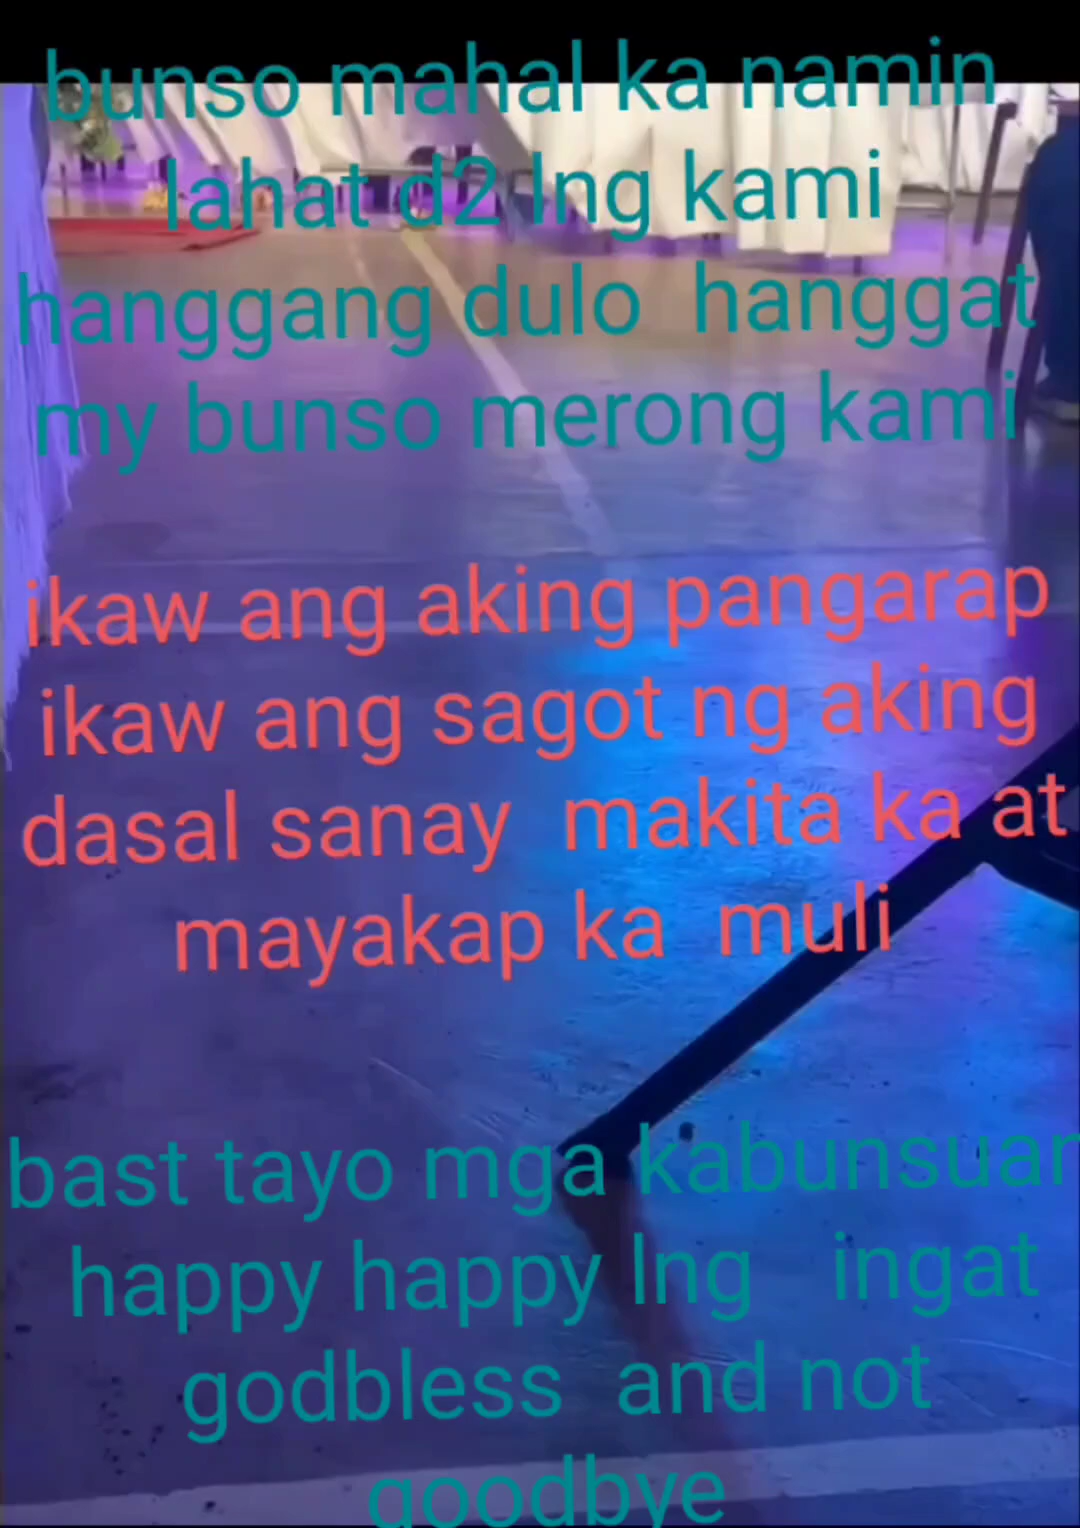 bunso mahal ka namin
lahat d2 lng kami
hanggang dulo hanggat
my bunso merong kami
ikaw ang aking pangarap
ikaw ang sagot ng aking
dasal sanay makita ka at
mayakap ka muli
bast tayo mga kabunsuan
happy happy lng ingat
godbless and not
goodbye